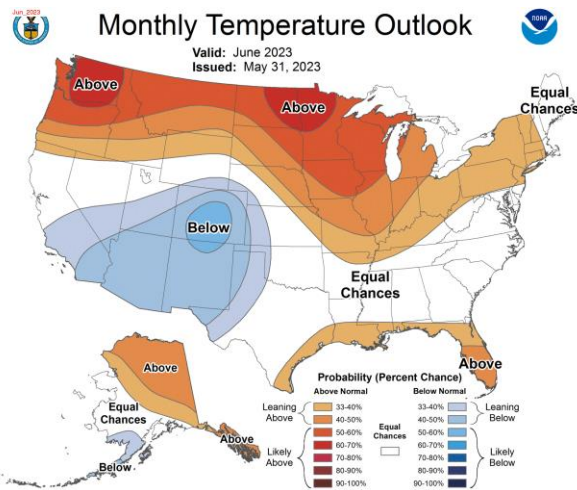 Jun 2023
Monthly Temperature Outlook
NOAA
Valid: June 2023
Issued: May 31, 2023
Above
Above
Equal
Chances
Below
Equal
Chances
Above
Above
Equal
Chances
Below
Above
Probability (Percent Chance)
Above Normal
Below Normal
Leaning
Above
33-40%
40-50%
Likely
Above
50-60%
60-70%
70-80%
80-90%
90-100%
Equal
Chances
33-40%
40-50%
Leaning
Below
50-60%
60-70%
70-80%
80-90%
90-100%
Likely
Below